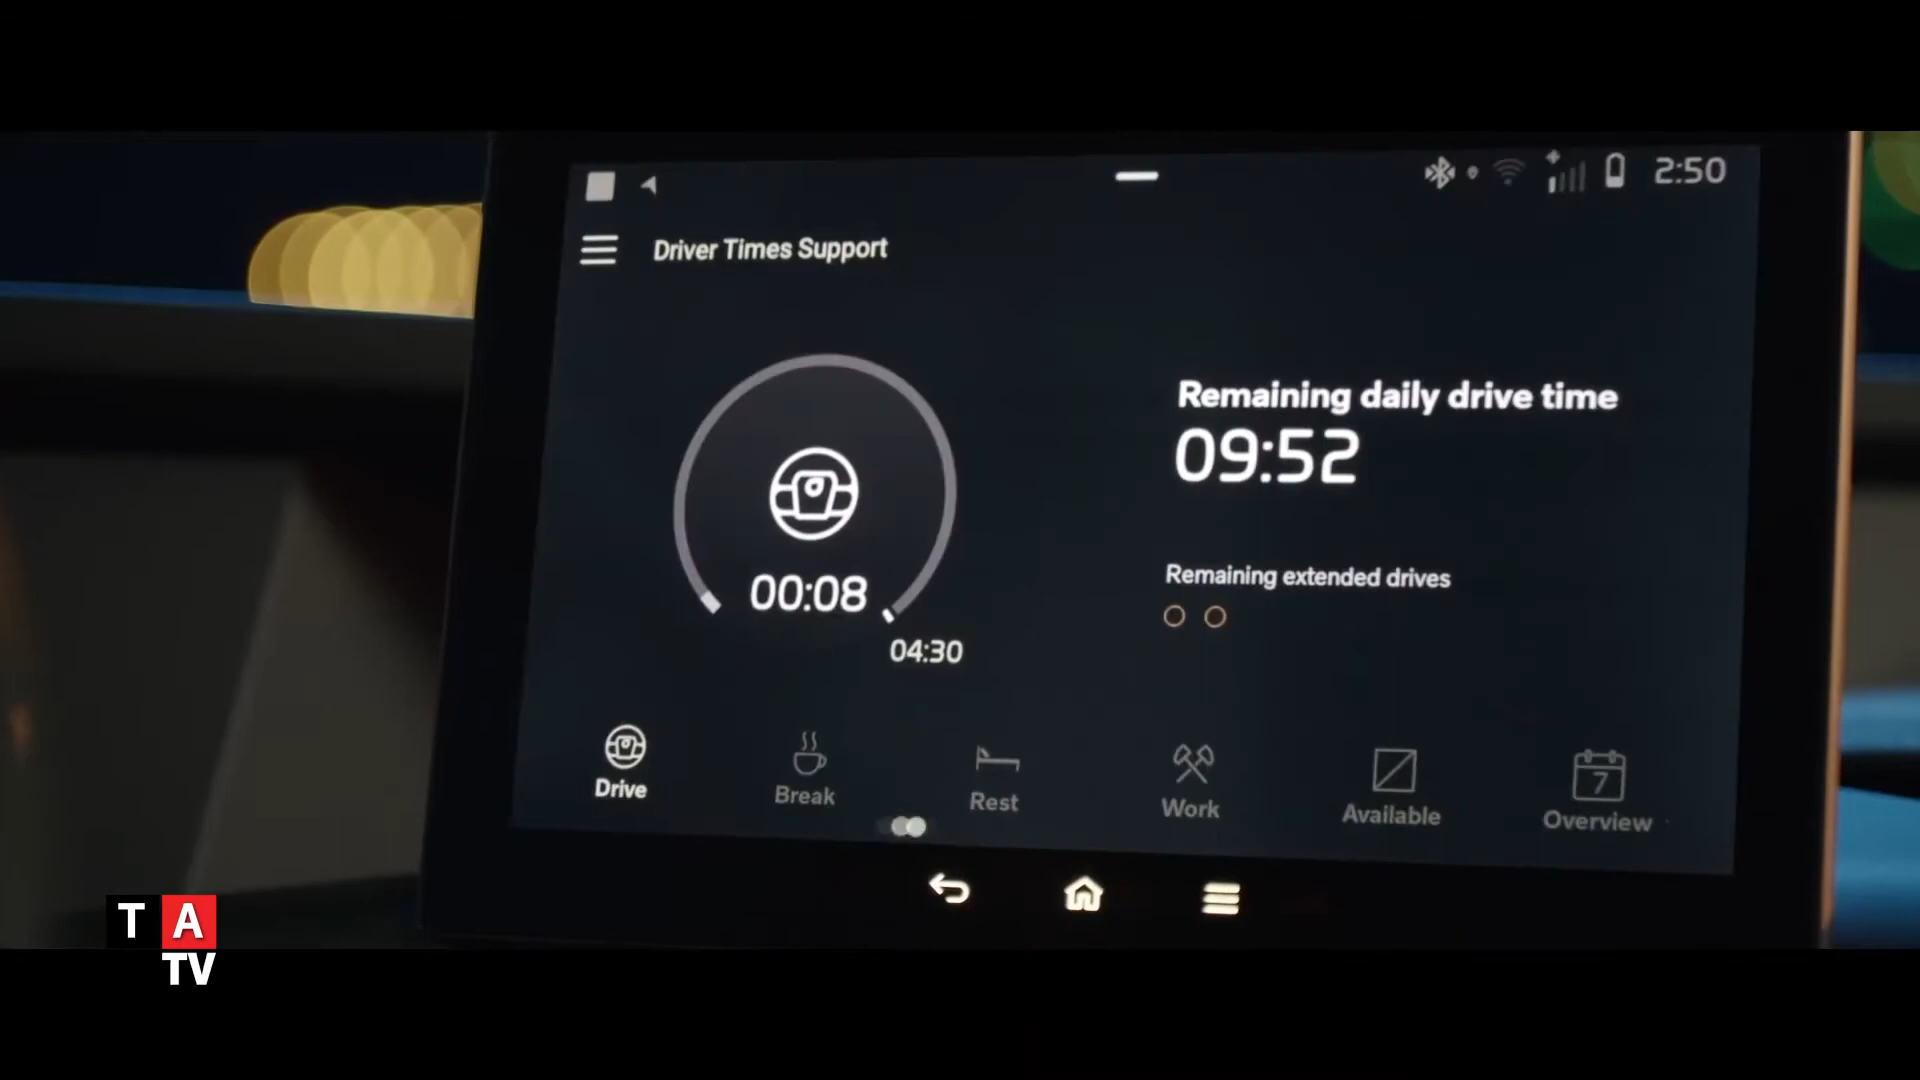 2:50
Driver Times Support
Remaining daily drive time
09:52
00:08
04:30
Remaining extended drives
Drive
Break
Rest
Work
Available
7
Overview
TA
TV